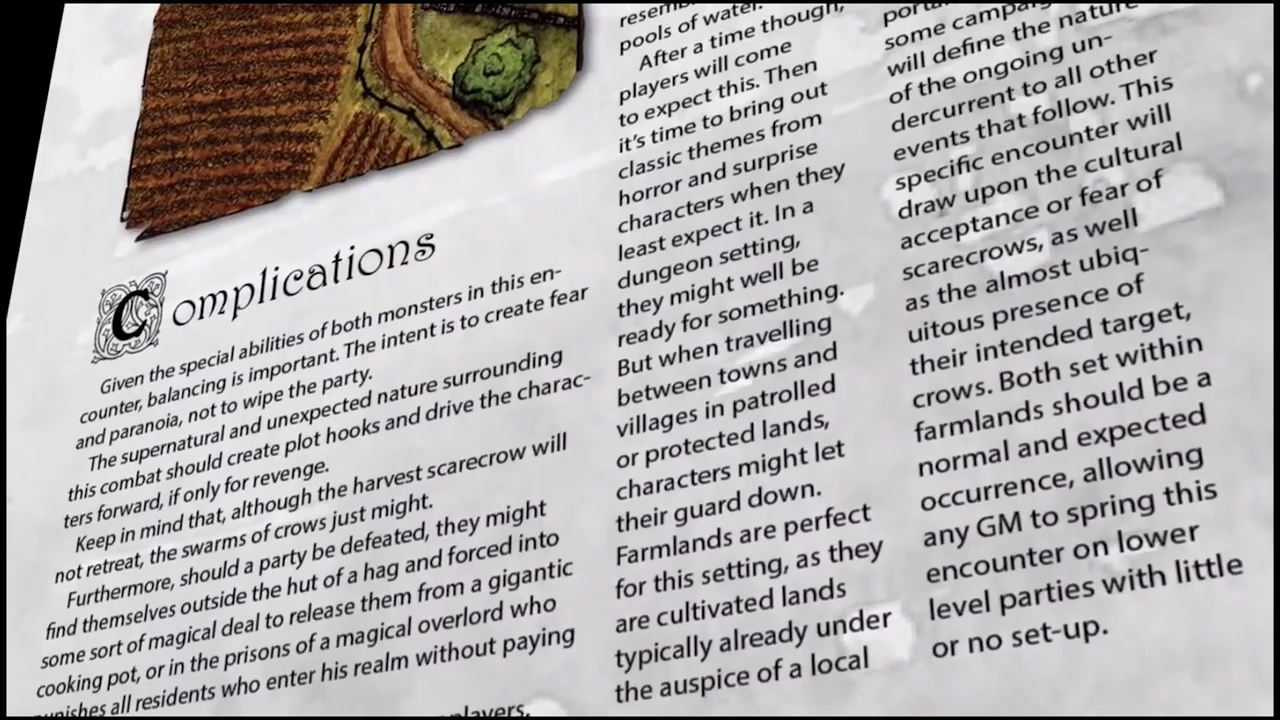 Complications
Given the special abilities of both monsters in this en-
counter, balancing is important. The intent is to create fear
and paranoia, not to wipe the party.
The supernatural and unexpected nature surrounding
this combat should create plot hooks and drive the charac-
ters forward, if only for revenge.
Keep in mind that, although the harvest scarecrow will
not retreat, the swarms of crows just might.
Furthermore, should a party be defeated, they might
find themselves outside the hut of a hag and forced into
some sort of magical deal to release them from a gigantic
cooking pot, or in the prisons of a magical overlord who
all residents who enter his realm without paying
players,
pools of water.
After a time though,
players will come
to expect this. Then
it's time to bring out
classic themes from
horror and surprise
characters when they
least expect it. In a
dungeon setting,
they might well be
ready for something.
But when travelling
between towns and
villages in patrolled
or protected lands,
characters might let
their guard down.
Farmlands are perfect
for this setting, as they
are cultivated lands
typically already under
the auspice of a local
some
will define the nature
of the ongoing un-
dercurrent to all other
events that follow. This
specific encounter will
draw upon the cultural
acceptance or fear of
scarecrows, as well
as the almost ubiq-
uitous presence of
their intended target,
crows. Both set within
farmlands should be a
normal and expected
occurrence, allowing
any GM to spring this
encounter on lower
level parties with little
or no set-up.